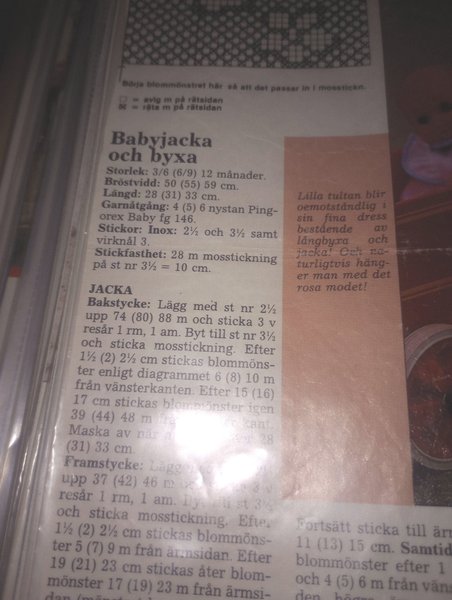 Börja blommönstret här så att det passar in i mosstickn.
☐ = avig m på rätsidan
☒ = räta m på rätsidan
Babyjacka
och byxa
Storlek: 3/6 (6/9) 12 månader.
Bröstvidd: 50 (55) 59 cm.
Längd: 28 (31) 33 cm.
Garnåtgång: 4 (5) 6 nystan Ping-
orex Baby fg 146.
Stickor: Inox: 2½ och 3½ samt
virknål 3.
Stickfasthet: 28 m mosstickning
på st nr 3½ = 10 cm.
JACKA
Bakstycke: Lägg med st nr 2½
upp 74 (80) 88 m och sticka 3 v
resår 1 rm, 1 am. Byt till st nr 3½
och sticka mosstickning. Efter
1½ (2) 2½ cm stickas blommöns-
ter enligt diagrammet 6 (8) 10 m
från vänsterkanten. Efter 15 (16)
17 cm stickas blommönster igen
39 (44) 48 m kant.
Maska av 28
(31) 33 cm.
Framstycke:
upp 37 (42) 46 m
resår 1 rm, 1 am.
och sticka mosstickning. Efter
1½ (2) 2½ cm stickas blommöns-
ter 5 (7) 9 m från ärmsidan. Efter
19 (21) 23 cm stickas åter blom-
mönster 17 (19) 23 m från ärmsi-
Lilla tultan blir
oemotståndlig i
sin fina dress
bestående av
långbyxa och
jacka! Och na-
turligtvis häng-
er man med det
rosa modet!
Fortsätt sticka till
11 (13) 15 cm.
blommönster efter 1
och 4 (5) 6 m från